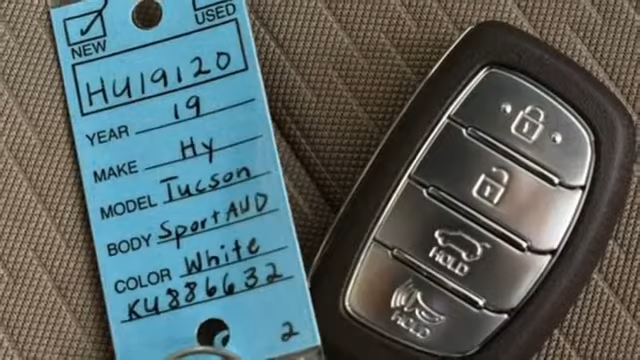 NEW
USED
HU19120
YEAR 19
MAKE Hy
MODEL Tucson
BODY Sport AWD
COLOR White
KU886632
2
HOLD
HOLD